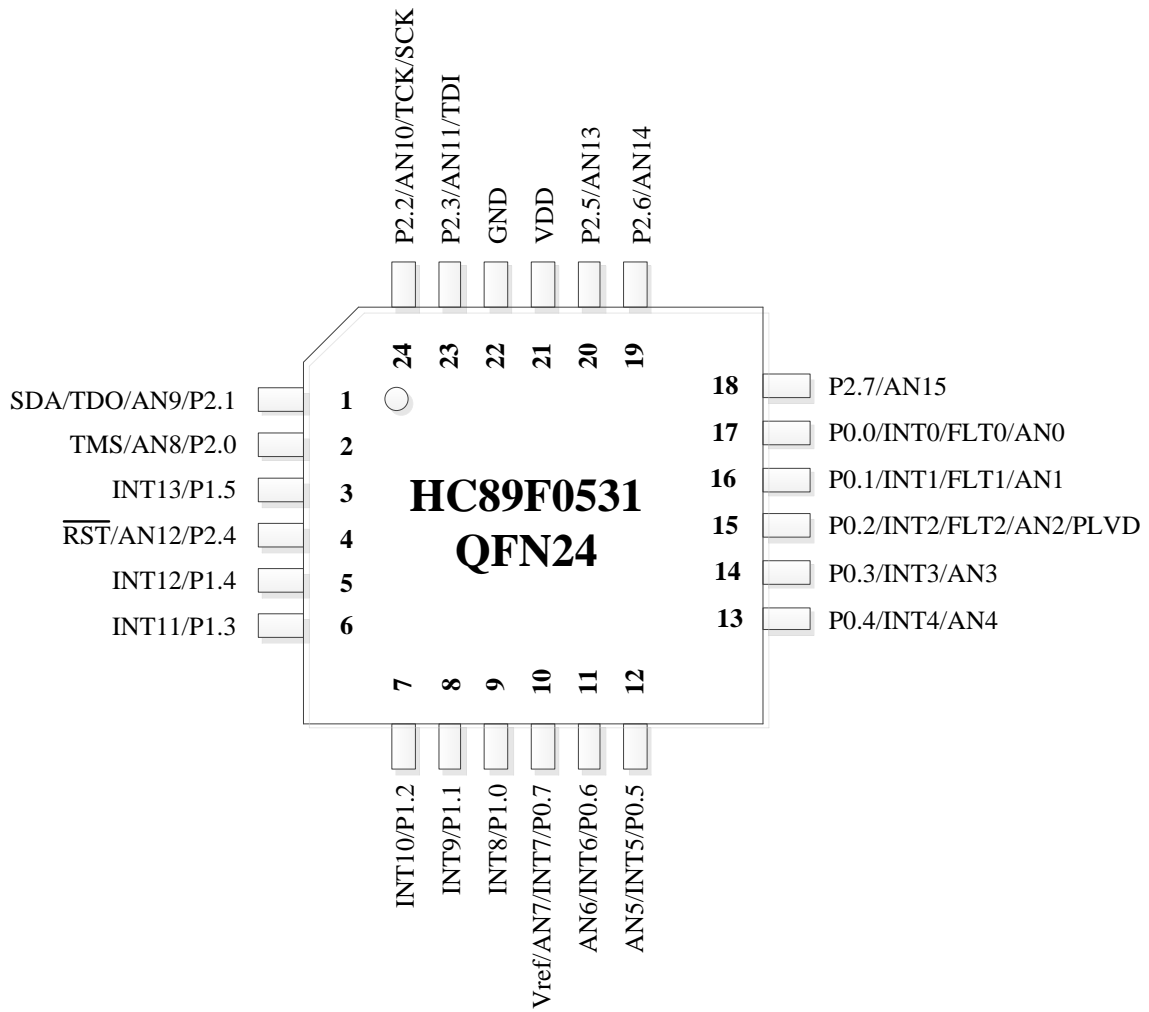 P2.2/AN10/TCK/SCK
P2.3/AN11/TDI
GND
VDD
P2.5/AN13
P2.6/AN14
24
23
22
21
20
19
SDA/TDO/AN9/P2.1
1
TMS/AN8/P2.0
2
INT13/P1.5
3
RST/AN12/P2.4
4
INT12/P1.4
5
INT11/P1.3
6
HC89F0531
QFN24
18
P2.7/AN15
17
P0.0/INT0/FLT0/AN0
16
P0.1/INT1/FLT1/AN1
15
P0.2/INT2/FLT2/AN2/PLVD
14
P0.3/INT3/AN3
13
P0.4/INT4/AN4
7
8
9
10
11
12
INT10/P1.2
INT9/P1.1
INT8/P1.0
Vref/AN7/INT7/P0.7
AN6/INT6/P0.6
AN5/INT5/P0.5